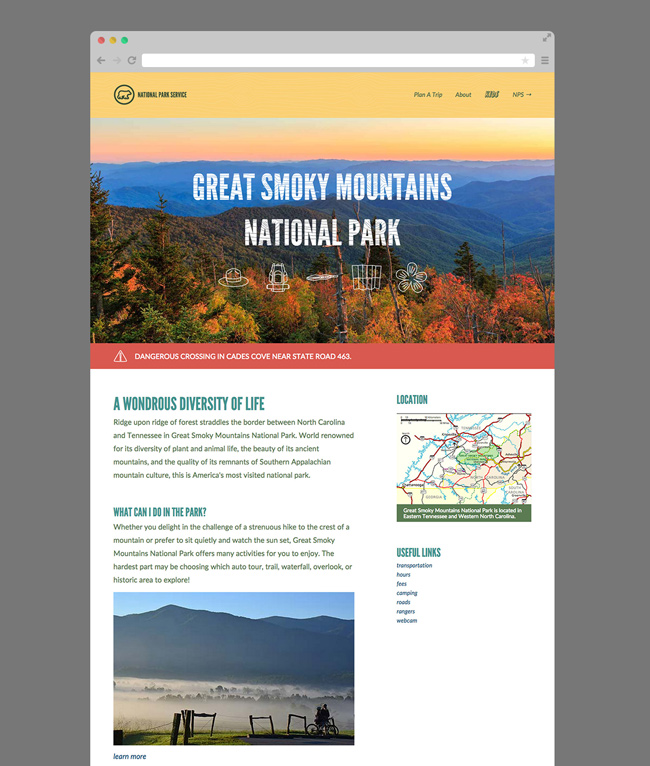 NATIONAL PARK SERVICE
Plan A Trip About NPS →
GREAT SMOKY MOUNTAINS
NATIONAL PARK
DANGEROUS CROSSING IN CADES COVE NEAR STATE ROAD 463.
A WONDROUS DIVERSITY OF LIFE
Ridge upon ridge of forest straddles the border between North Carolina
and Tennessee in Great Smoky Mountains National Park. World renowned
for its diversity of plant and animal life, the beauty of its ancient
mountains, and the quality of its remnants of Southern Appalachian
mountain culture, this is America's most visited national park.
WHAT CAN I DO IN THE PARK?
Whether you delight in the challenge of a strenuous hike to the crest of a
mountain or prefer to sit quietly and watch the sun set, Great Smoky
Mountains National Park offers many activities for you to enjoy. The
hardest part may be choosing which auto tour, trail, waterfall, overlook, or
historic area to explore!
learn more
LOCATION
TENNESSEE
NORTH CAROLINA
SOUTH
CAROLINA
GEORGIA
Great Smoky Mountains National Park is located in
Eastern Tennessee and Western North Carolina.
USEFUL LINKS
transportation
hours
fees
camping
roads
rangers
webcam